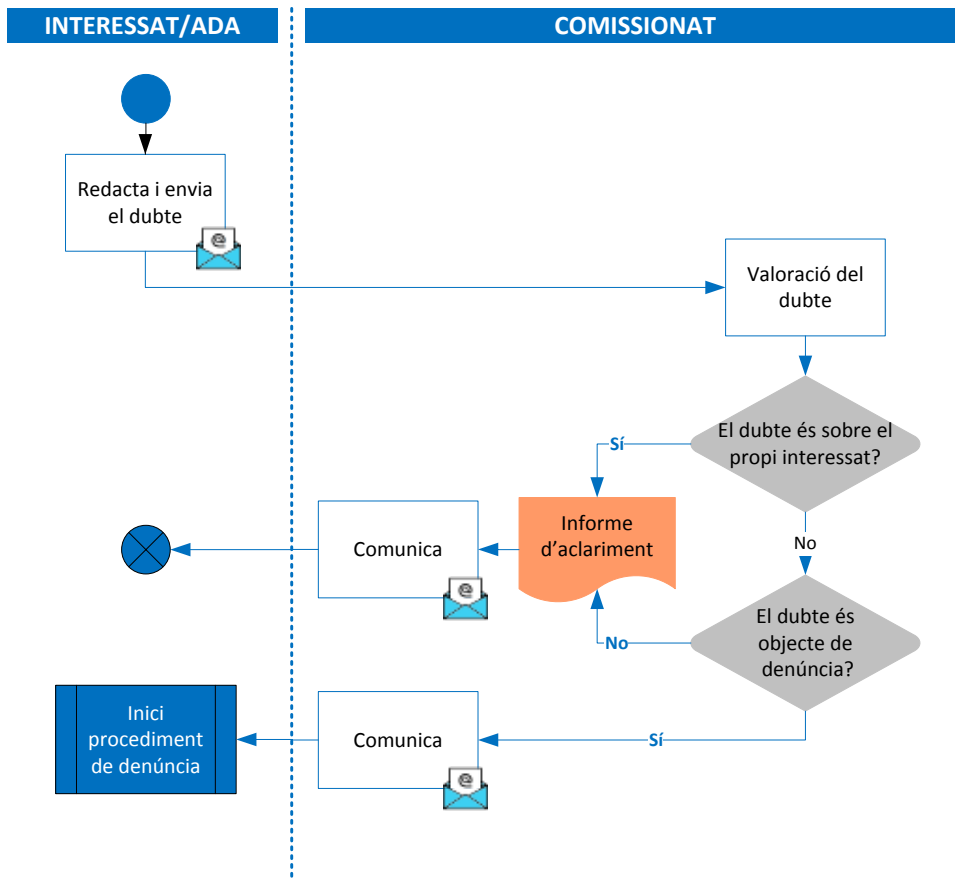 INTERESSAT/ADA
COMISSIONAT
Redacta i envia
el dubte
@
Valoració del
dubte
El dubte és sobre el
propi interessat?
Sí
Informe
d’aclariment
Comunica
@
No
El dubte és
objecte de
denúncia?
No
Inici
procediment
de denúncia
Comunica
@
Sí